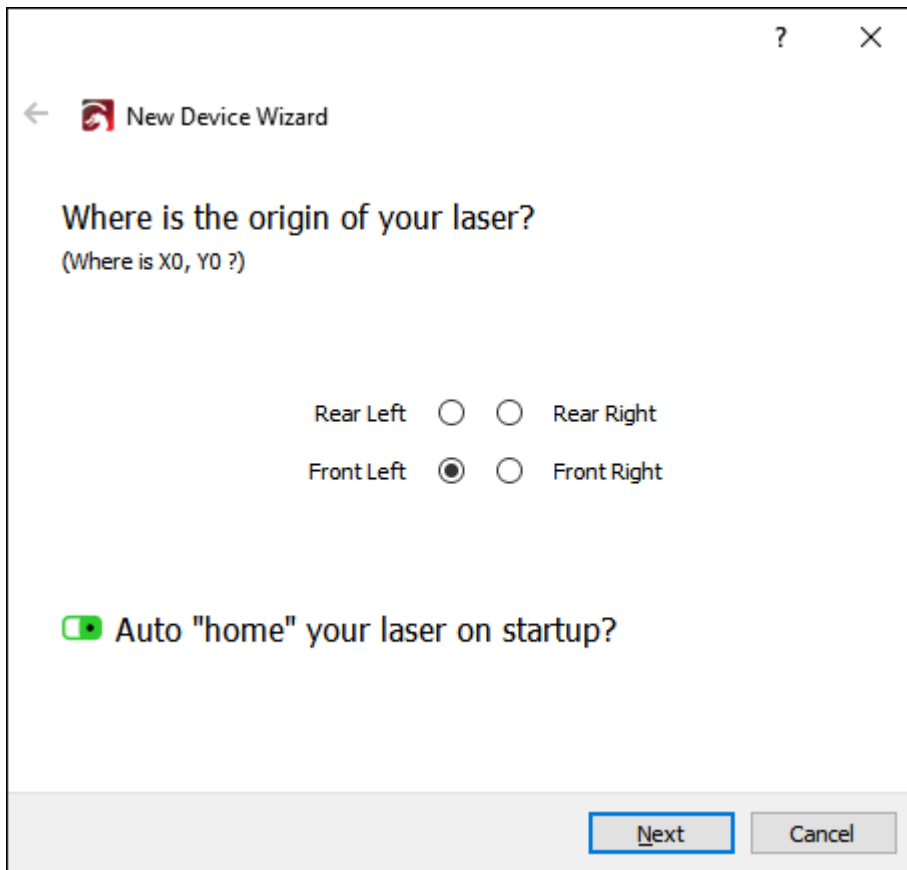 ?
New Device Wizard
Where is the origin of your laser?
(Where is X0, Y0 ?)
Rear Left Rear Right
Front Left Front Right
Auto "home" your laser on startup?
Next Cancel